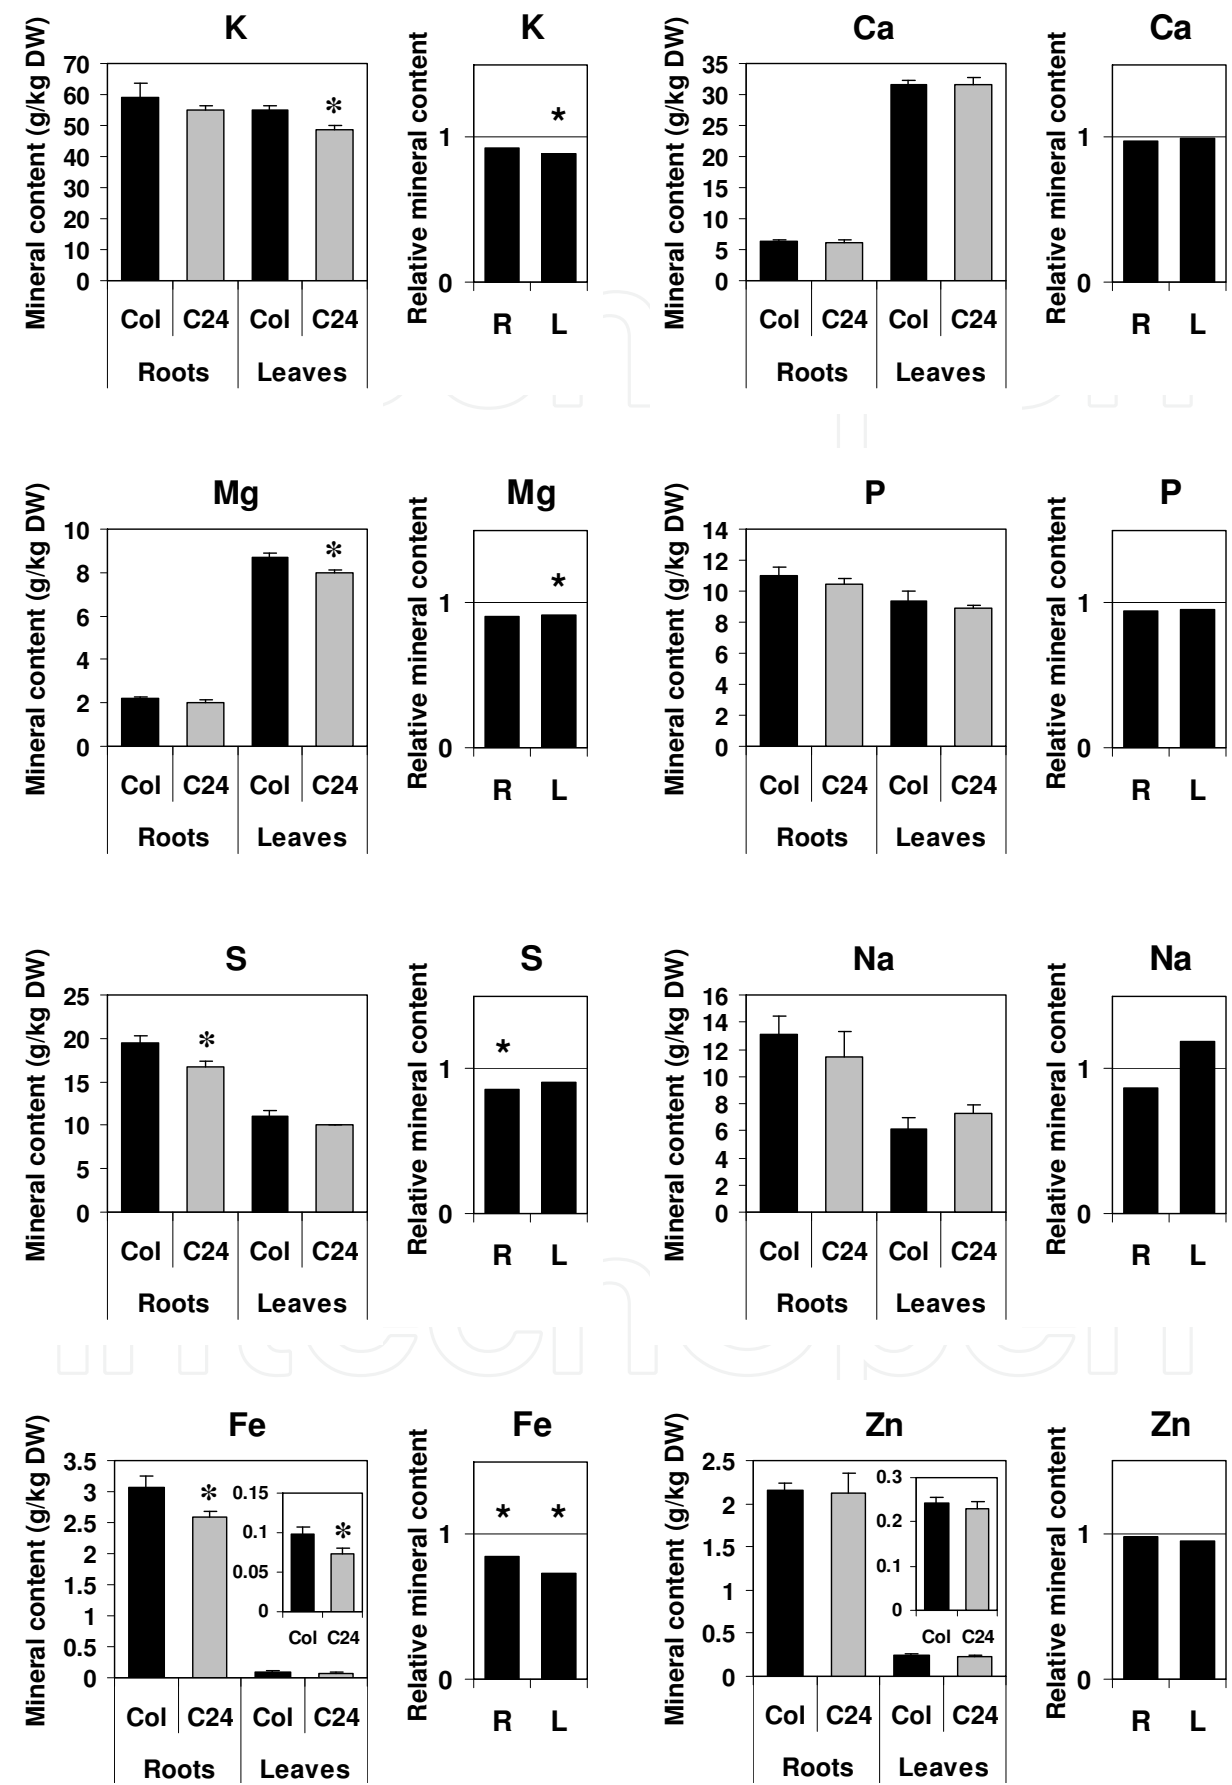 K
Mineral content (g/kg DW)
70
60
50
40
30
20
10
0
*
Col C24 Col C24
Roots Leaves
K
Relative mineral content
1
0
*
R L
Ca
Mineral content (g/kg DW)
35
30
25
20
15
10
5
0
Col C24 Col C24
Roots Leaves
Ca
Relative mineral content
1
0
R L
Mg
Mineral content (g/kg DW)
10
8
6
4
2
0
*
Col C24 Col C24
Roots Leaves
Mg
Relative mineral content
1
0
*
R L
P
Mineral content (g/kg DW)
14
12
10
8
6
4
2
0
Col C24 Col C24
Roots Leaves
P
Relative mineral content
1
0
R L
S
Mineral content (g/kg DW)
25
20
15
10
5
0
*
Col C24 Col C24
Roots Leaves
S
Relative mineral content
1
0
*
R L
Na
Mineral content (g/kg DW)
16
14
12
10
8
6
4
2
0
Col C24 Col C24
Roots Leaves
Na
Relative mineral content
1
0
R L
Fe
Mineral content (g/kg DW)
3.5
3
2.5
2
1.5
1
0.5
0
*
0.15
0.1
0.05
0
*
Col C24
Col C24 Col C24
Roots Leaves
Fe
Relative mineral content
1
0
* *
R L
Zn
Mineral content (g/kg DW)
2.5
2
1.5
1
0.5
0
0.3
0.2
0.1
0
Col C24
Col C24 Col C24
Roots Leaves
Zn
Relative mineral content
1
0
R L
intechopen